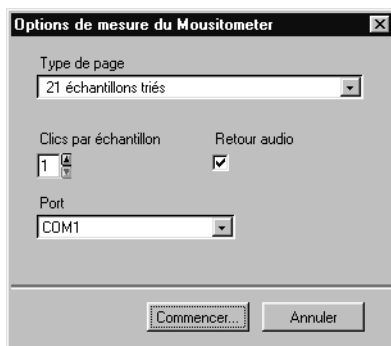 Options de mesure du Mousitometer
Type de page
21 échantillons triés
Clics par échantillon
Retour audio
1
Port
COM1
Commencer...
Annuler